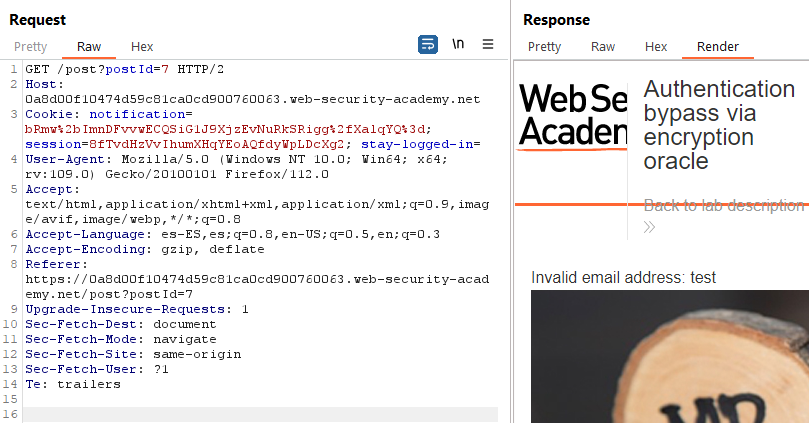 Request
Pretty Raw Hex \n
1 GET /post?postId=7 HTTP/2
2 Host:
0a8d00f10474d59c81ca0cd900760063.web-security-academy.net
3 Cookie: notification=
bRmw%2bImnDFvvwECQSiG1J9XjzEvNuRkSRigg%2fXalqYQ%3d;
session=8fTvdHzVvIhumXHqYEoAQfdyWpLDcXg2; stay-logged-in=
4 User-Agent: Mozilla/5.0 (Windows NT 10.0; Win64; x64;
rv:109.0) Gecko/20100101 Firefox/112.0
5 Accept:
text/html,application/xhtml+xml,application/xml;q=0.9,imag
e/avif,image/webp,*/*;q=0.8
6 Accept-Language: es-ES,es;q=0.8,en-US;q=0.5,en;q=0.3
7 Accept-Encoding: gzip, deflate
8 Referer:
https://0a8d00f10474d59c81ca0cd900760063.web-security-acad
emy.net/post?postId=7
9 Upgrade-Insecure-Requests: 1
10 Sec-Fetch-Dest: document
11 Sec-Fetch-Mode: navigate
12 Sec-Fetch-Site: same-origin
13 Sec-Fetch-User: ?1
14 Te: trailers
15
16
Response
Pretty Raw Hex Render
Web Se
Academ
Authentication
bypass via
encryption
oracle
Back to lab description
Invalid email address: test